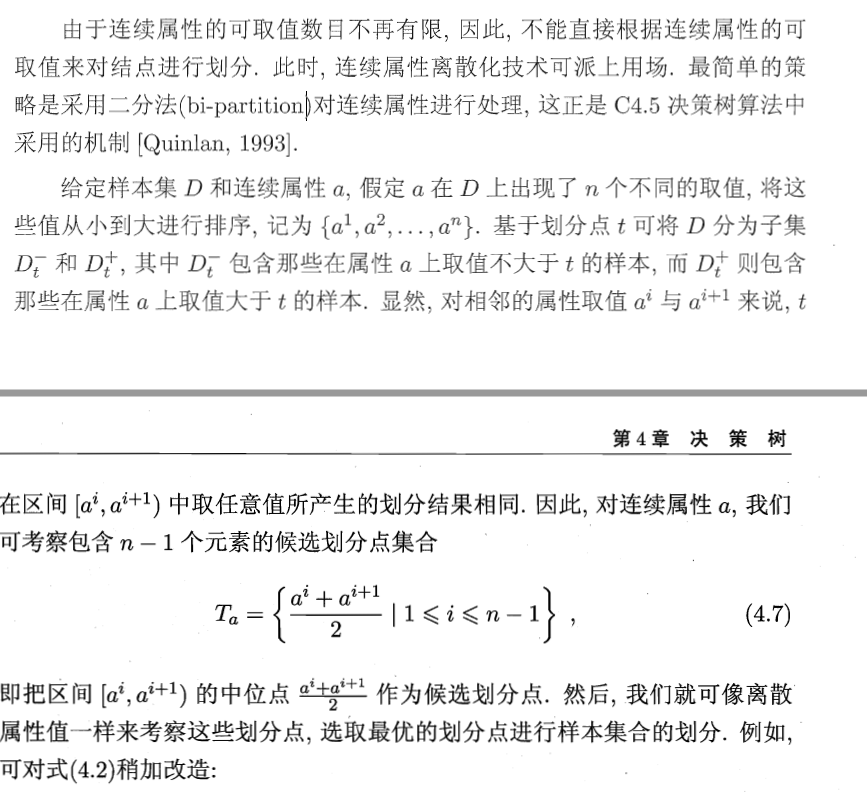 由于连续属性的可取值数目不再有限, 因此, 不能直接根据连续属性的可
取值来对结点进行划分. 此时, 连续属性离散化技术可派上用场. 最简单的策
略是采用二分法(bi-partition)对连续属性进行处理, 这正是 C4.5 决策树算法中
采用的机制 [Quinlan, 1993].
给定样本集 D 和连续属性 a, 假定 a 在 D 上出现了 n 个不同的取值, 将这
些值从小到大进行排序, 记为 {a^1, a^2, ..., a^n}. 基于划分点 t 可将 D 分为子集
D_t^- 和 D_t^+, 其中 D_t^- 包含那些在属性 a 上取值不大于 t 的样本, 而 D_t^+ 则包含
那些在属性 a 上取值大于 t 的样本. 显然, 对相邻的属性取值 a^i 与 a^{i+1} 来说, t
第 4 章 决 策 树
在区间 [a^i, a^{i+1}) 中取任意值所产生的划分结果相同. 因此, 对连续属性 a, 我们
可考察包含 n − 1 个元素的候选划分点集合
T_a = { (a^i + a^{i+1})/2 | 1 ⩽ i ⩽ n − 1 } , (4.7)
即把区间 [a^i, a^{i+1}) 的中位点 (a^i+a^{i+1})/2 作为候选划分点. 然后, 我们就可像离散
属性值一样来考察这些划分点, 选取最优的划分点进行样本集合的划分. 例如,
可对式(4.2)稍加改造: